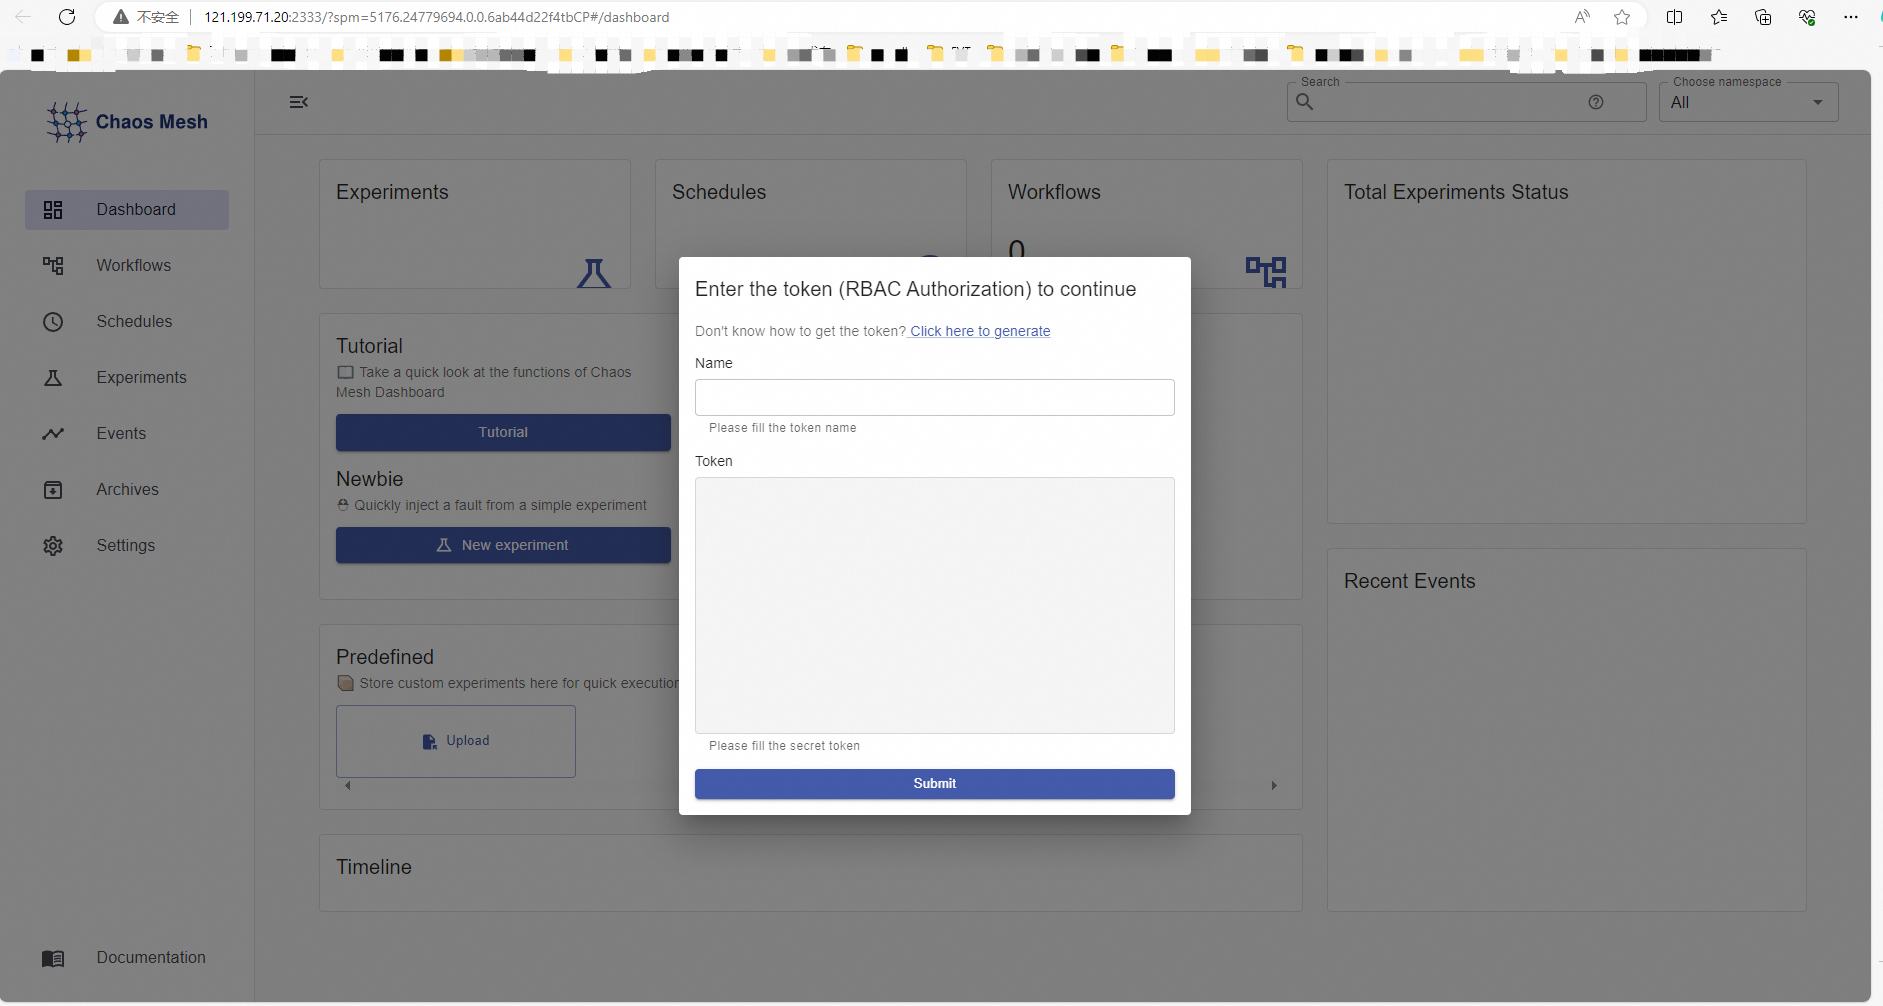 不安全
121.199.71.20:2333/?spm=5176.24779694.0.0.6ab44d22f4tbCP#/dashboard
Chaos Mesh
Search
Choose namespace
All
Dashboard
Workflows
Schedules
Experiments
Events
Archives
Settings
Documentation
Experiments
Schedules
Workflows
0
Total Experiments Status
Tutorial
Take a quick look at the functions of Chaos
Mesh Dashboard
Tutorial
Newbie
Quickly inject a fault from a simple experiment
New experiment
Recent Events
Predefined
Store custom experiments here for quick execution
Upload
Timeline
Enter the token (RBAC Authorization) to continue
Don't know how to get the token? Click here to generate
Name
Please fill the token name
Token
Please fill the secret token
Submit